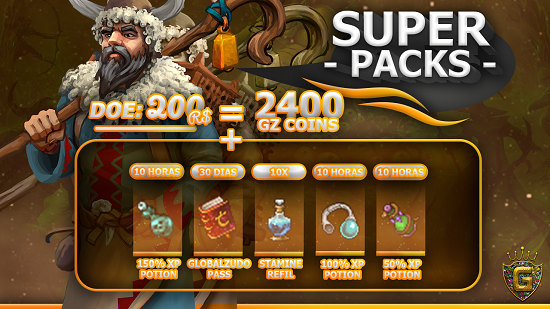 SUPER
- PACKS -
DOE: 200 R$ = 2400
GZ COINS
+
10 HORAS 30 DIAS 10X 10 HORAS 10 HORAS
150% XP GLOBALZUDO STAMINE 100% XP 50% XP
POTION PASS REFIL POTION POTION
G